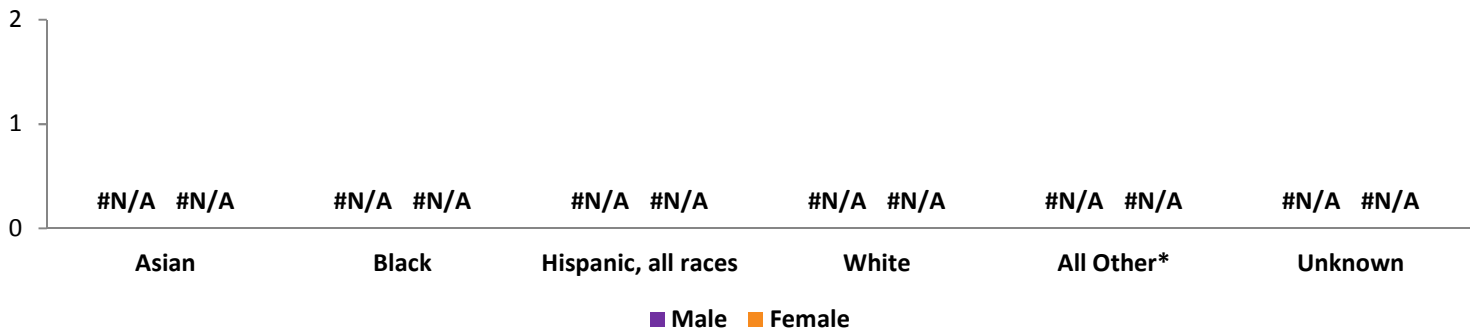 2
1
#N/A #N/A #N/A #N/A #N/A #N/A #N/A #N/A #N/A #N/A #N/A #N/A
0
Asian Black Hispanic, all races White All Other* Unknown
Male Female